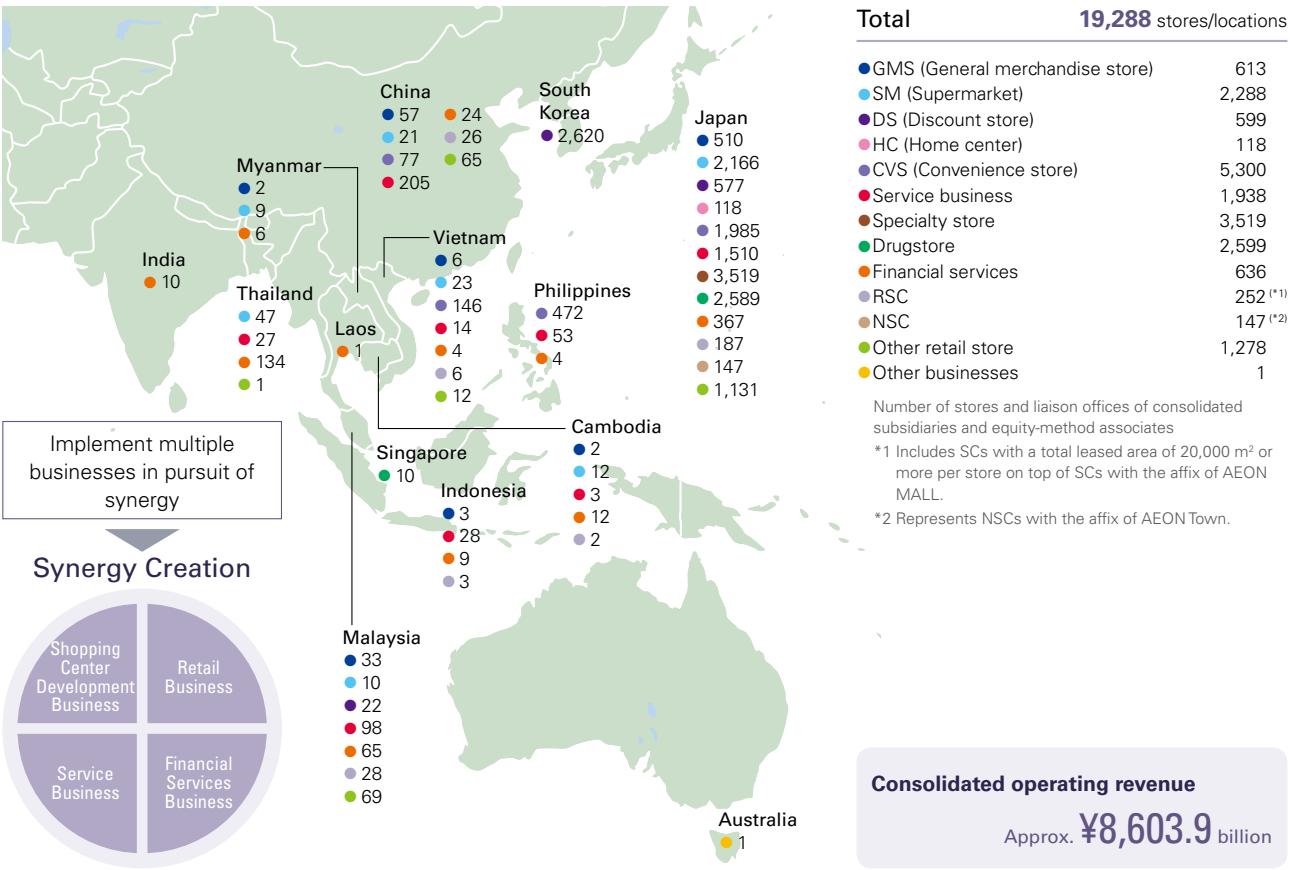 China
57
21
77
205
24
26
65
South
Korea
2,620
Japan
510
2,166
577
118
1,985
1,510
3,519
2,589
367
187
147
1,131
Myanmar
2
9
6
India
10
Thailand
47
27
134
1
Laos
1
Vietnam
6
23
146
14
4
6
12
Philippines
472
53
4
Cambodia
2
12
3
12
2
Singapore
10
Indonesia
3
28
9
3
Malaysia
33
10
22
98
65
28
69
Australia
1
Implement multiple
businesses in pursuit of
synergy
Synergy Creation
Shopping
Center
Development
Business
Retail
Business
Service
Business
Financial
Services
Business
Total 19,288 stores/locations
GMS (General merchandise store) 613
SM (Supermarket) 2,288
DS (Discount store) 599
HC (Home center) 118
CVS (Convenience store) 5,300
Service business 1,938
Specialty store 3,519
Drugstore 2,599
Financial services 636
RSC 252 (*1)
NSC 147 (*2)
Other retail store 1,278
Other businesses 1
Number of stores and liaison offices of consolidated
subsidiaries and equity-method associates
*1 Includes SCs with a total leased area of 20,000 m² or
more per store on top of SCs with the affix of AEON
MALL.
*2 Represents NSCs with the affix of AEON Town.
Consolidated operating revenue
Approx. ¥8,603.9 billion